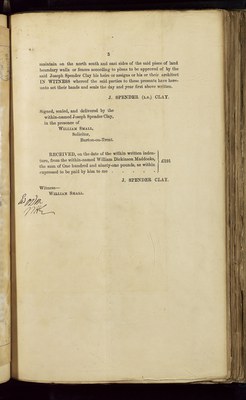 3
maintain on the north south and east sides of the said piece of land
boundary walls or fences according to plans to be approved of by the
said Joseph Spender Clay his heirs or assigns or his or their architect
IN WITNESS whereof the said parties to these presents have here-
unto set their hands and seals the day and year first above written.
J. SPENDER (L.S.) CLAY.
Signed, sealed, and delivered by the
within-named Joseph Spender Clay,
in the presence of
WILLIAM SMALL,
Solicitor,
BURTON-ON-TRENT.
RECEIVED, on the date of the within written inden-
ture, from the within-named William Dickinson Maddocks,
the sum of One hundred and ninety-one pounds, as within
expressed to be paid by him to me . . . . . £191
J. SPENDER CLAY.
Witness—
WILLIAM SMALL.